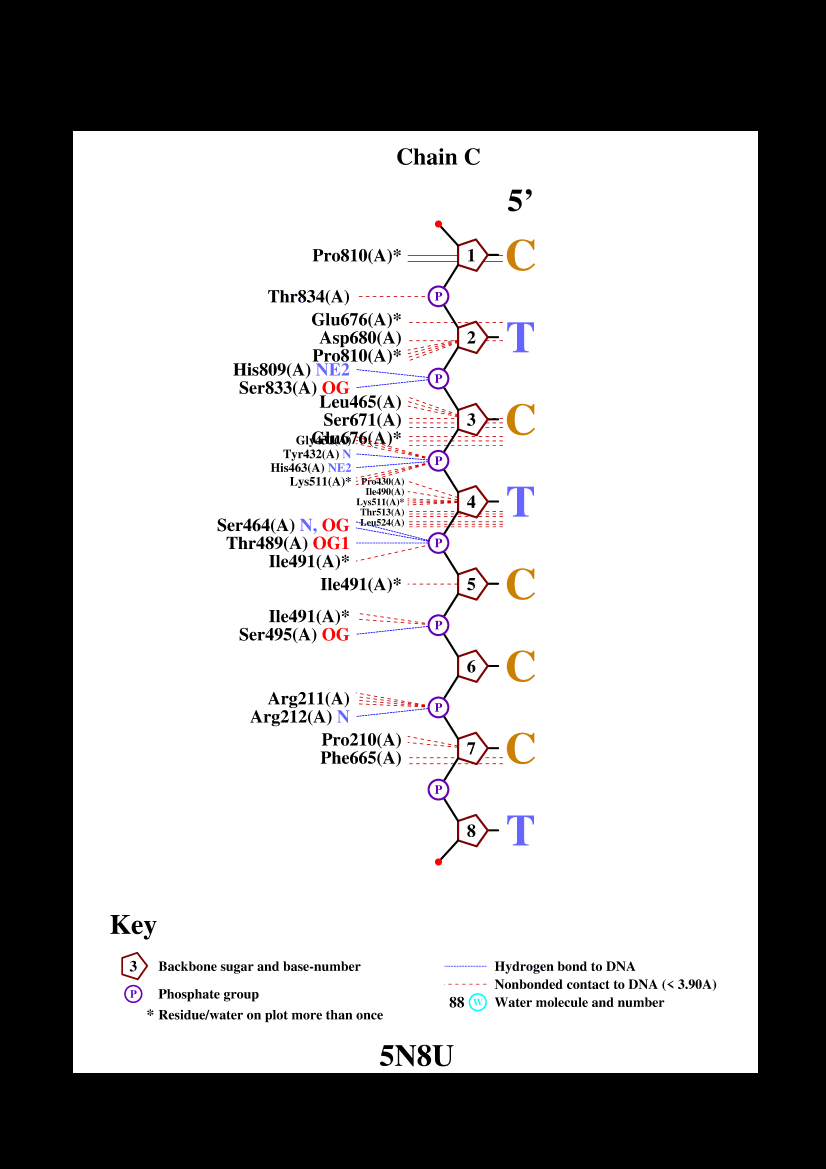 Chain C
5’
Pro810(A)* 1 C
P
Thr834(A)
Glu676(A)*
Asp680(A) 2 T
Pro810(A)*
His809(A) NE2 P
Ser833(A) OG
Leu465(A)
Ser671(A) 3 C
Glu676(A)*
Tyr432(A) N P
His463(A) NE2
Lys511(A)*
Pro430(A)
Ile490(A)
Lys511(A)* 4 T
Thr513(A)
Leu524(A)
Ser464(A) N, OG
Thr489(A) OG1 P
Ile491(A)*
Ile491(A)* 5 C
Ile491(A)*
P
Ser495(A) OG
6 C
Arg211(A)
P
Arg212(A) N
Pro210(A)
7 C
Phe665(A)
P
8 T
Key
3 Backbone sugar and base-number
P Phosphate group
* Residue/water on plot more than once
Hydrogen bond to DNA
Nonbonded contact to DNA (< 3.90A)
88 W Water molecule and number
5N8U